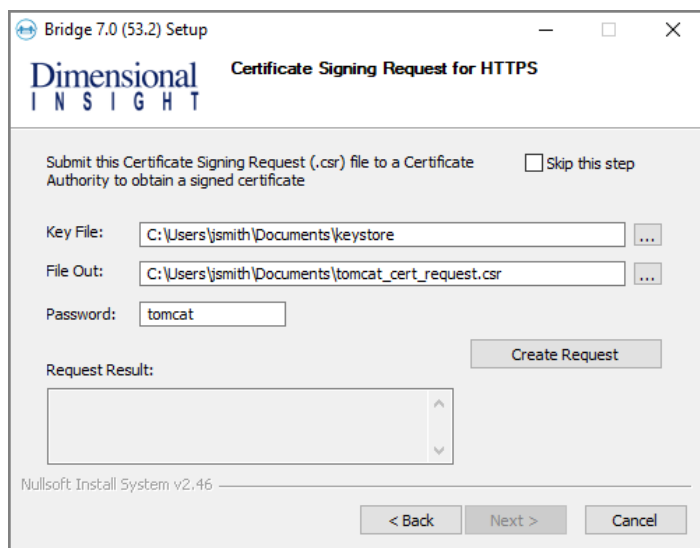 Bridge 7.0 (53.2) Setup
Dimensional
INSIGHT
Certificate Signing Request for HTTPS
Submit this Certificate Signing Request (.csr) file to a Certificate
Authority to obtain a signed certificate
Skip this step
Key File:
C:\Users\jsmith\Documents\keystore
...
File Out:
C:\Users\jsmith\Documents\tomcat_cert_request.csr
...
Password:
tomcat
Create Request
Request Result:
Nullsoft Install System v2.46
< Back
Next >
Cancel